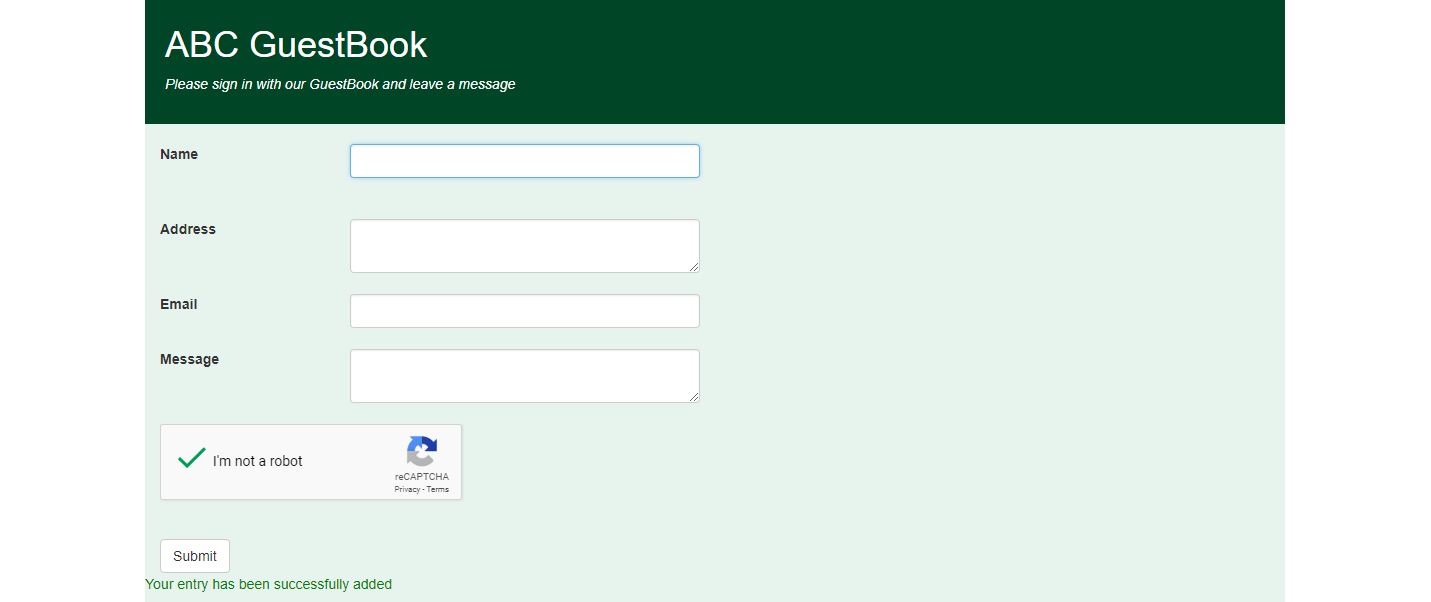 ABC GuestBook
Please sign in with our GuestBook and leave a message
Name
Address
Email
Message
I'm not a robot
reCAPTCHA
Privacy - Terms
Submit
Your entry has been successfully added